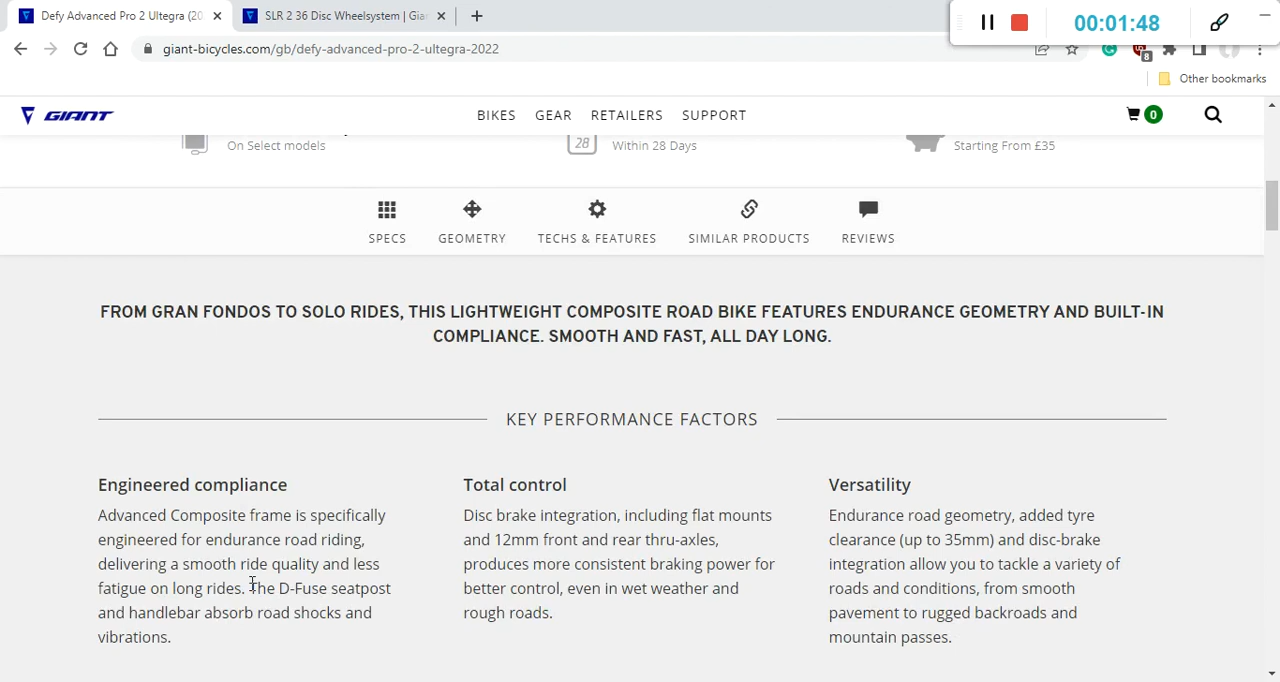 Defy Advanced Pro 2 Ultegra (20
SLR 2 36 Disc Wheelsystem | Gia
00:01:48
giant-bicycles.com/gb/defy-advanced-pro-2-ultegra-2022
8
Other bookmarks
GIANT
BIKES GEAR RETAILERS SUPPORT
0
On Select models
28
Within 28 Days
Starting From £35
SPECS GEOMETRY TECHS & FEATURES SIMILAR PRODUCTS REVIEWS
FROM GRAN FONDOS TO SOLO RIDES, THIS LIGHTWEIGHT COMPOSITE ROAD BIKE FEATURES ENDURANCE GEOMETRY AND BUILT-IN
COMPLIANCE. SMOOTH AND FAST, ALL DAY LONG.
KEY PERFORMANCE FACTORS
Engineered compliance
Advanced Composite frame is specifically
engineered for endurance road riding,
delivering a smooth ride quality and less
fatigue on long rides. The D-Fuse seatpost
and handlebar absorb road shocks and
vibrations.
Total control
Disc brake integration, including flat mounts
and 12mm front and rear thru-axles,
produces more consistent braking power for
better control, even in wet weather and
rough roads.
Versatility
Endurance road geometry, added tyre
clearance (up to 35mm) and disc-brake
integration allow you to tackle a variety of
roads and conditions, from smooth
pavement to rugged backroads and
mountain passes.